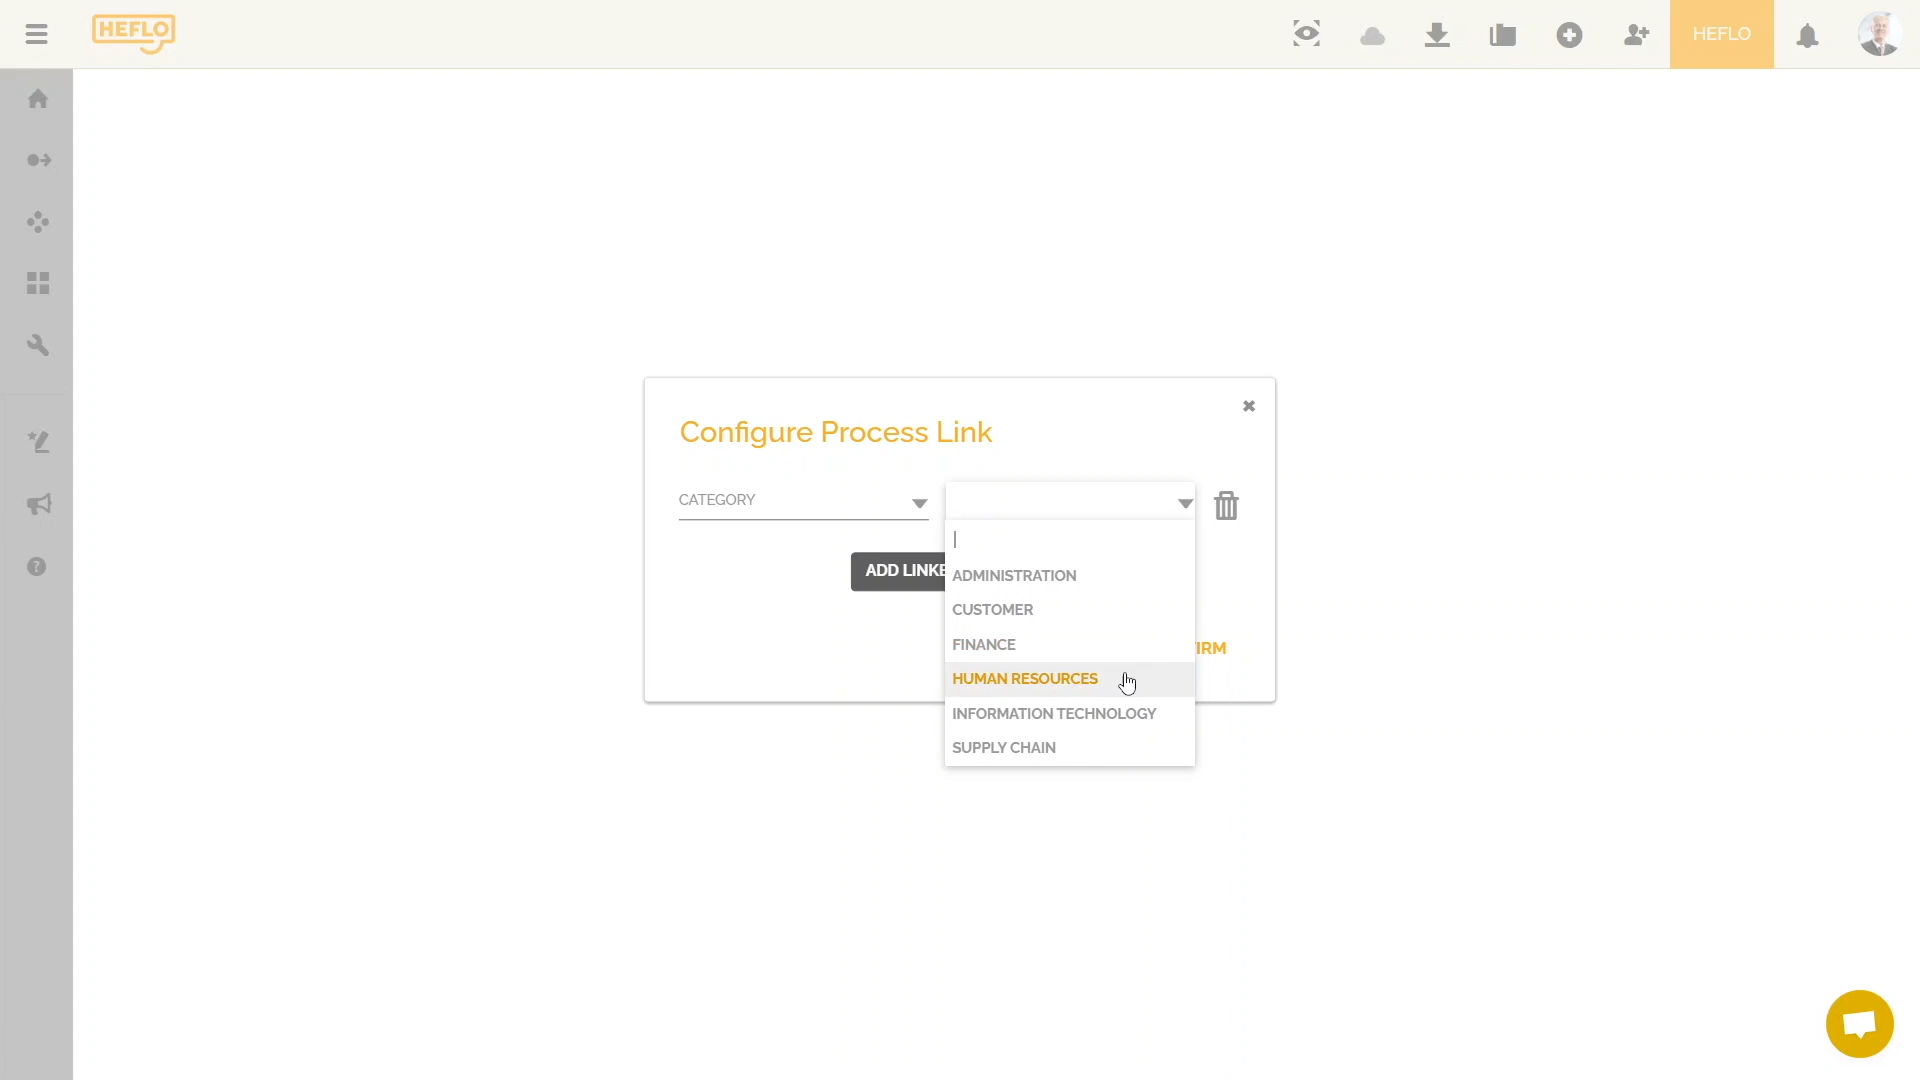 HEFLO
HEFLO
Configure Process Link
CATEGORY
ADD LINKE
ADMINISTRATION
CUSTOMER
FINANCE
IRM
HUMAN RESOURCES
INFORMATION TECHNOLOGY
SUPPLY CHAIN